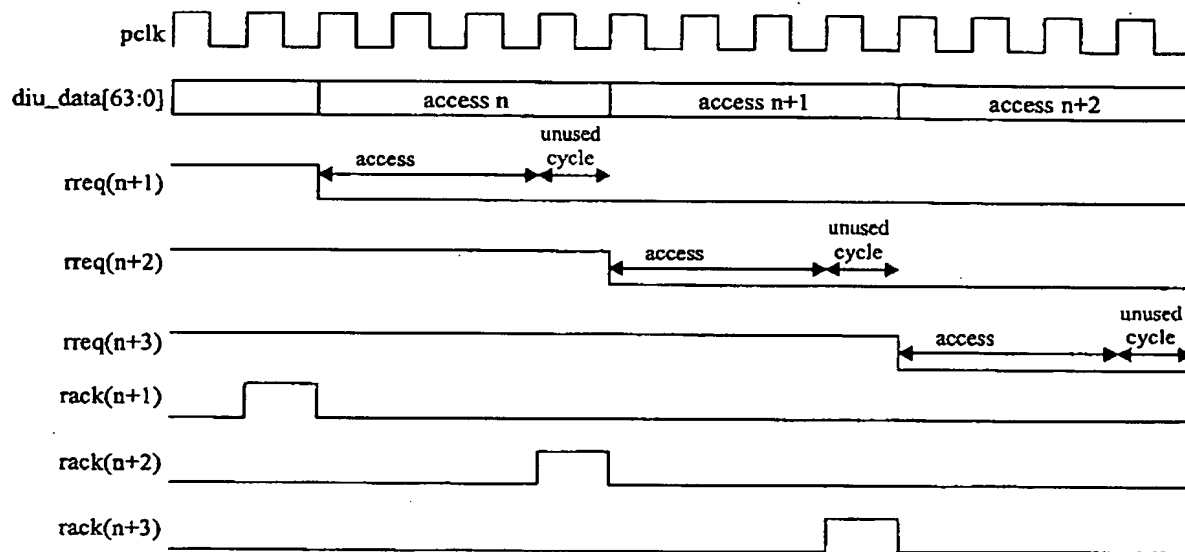 pclk
diu_data[63:0]
access n
access n+1
access n+2
rreq(n+1)
access
unused
cycle
rreq(n+2)
access
unused
cycle
rreq(n+3)
access
unused
cycle
rack(n+1)
rack(n+2)
rack(n+3)